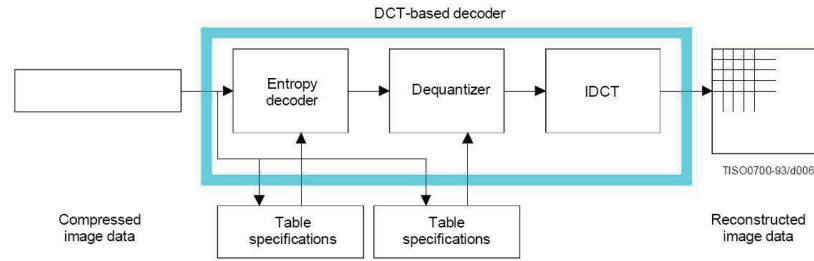 DCT-based decoder
Entropy
decoder
Dequantizer
IDCT
TISO0700-93/d006
Compressed
image data
Table
specifications
Table
specifications
Reconstructed
image data